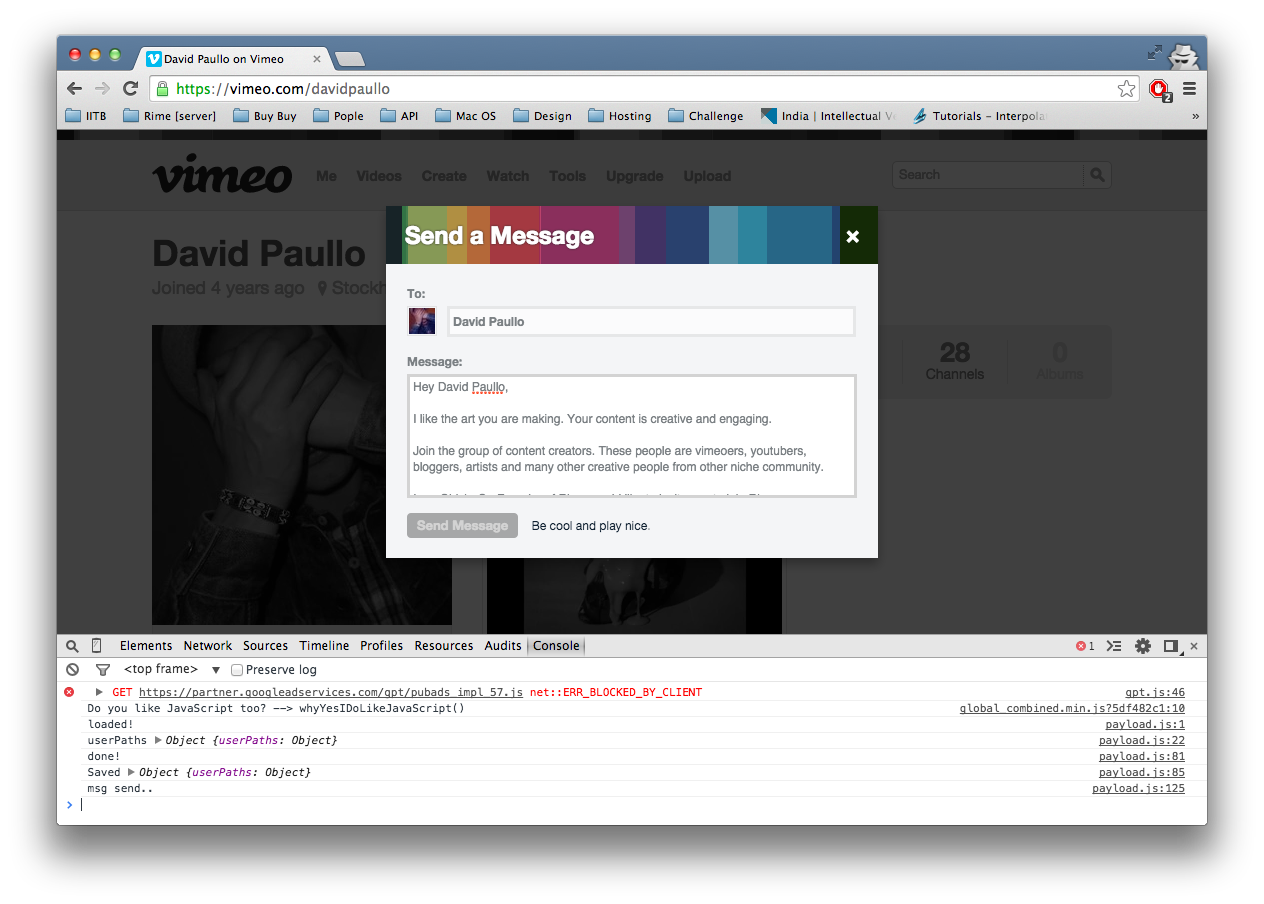 David Paullo on Vimeo
https://vimeo.com/davidpaullo
2
IITB
Rime [server]
Buy Buy
Pople
API
Mac OS
Design
Hosting
Challenge
India | Intellectual
Tutorials – Interpola
»
vimeo
Me Videos Create Watch Tools Upgrade Upload
Search
David Paullo
Joined 4 years ago
28
Channels
0
Albums
Send a Message
To:
David Paullo
Message:
Hey David Paullo,
I like the art you are making. Your content is creative and engaging.
Join the group of content creators. These people are vimeoers, youtubers,
bloggers, artists and many other creative people from other niche community.
Send Message
Be cool and play nice.
Elements Network Sources Timeline Profiles Resources Audits Console
1
<top frame> Preserve log
GET https://partner.googleadservices.com/gpt/pubads_impl_57.js net::ERR_BLOCKED_BY_CLIENT gpt.js:46
Do you like JavaScript too? --> whyYesIDoLikeJavaScript() global_combined.min.js?5df482c1:10
loaded! payload.js:1
userPaths Object {userPaths: Object} payload.js:22
done! payload.js:81
Saved Object {userPaths: Object} payload.js:85
msg send.. payload.js:125